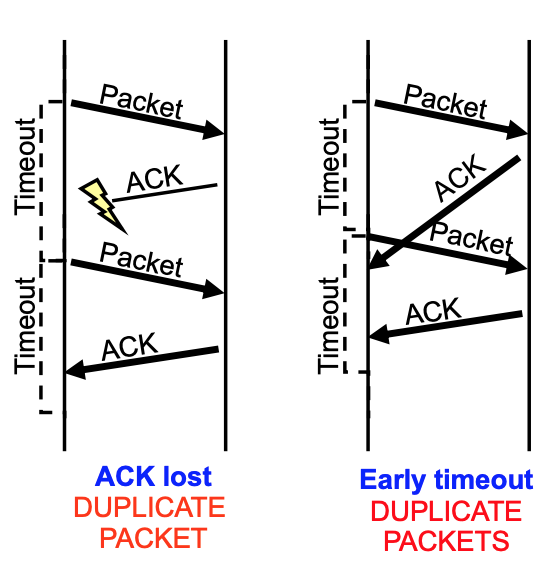 Packet
Timeout
ACK
Packet
Timeout
ACK
ACK lost
DUPLICATE
PACKET
Packet
Timeout
ACK
Packet
Timeout
ACK
Early timeout
DUPLICATE
PACKETS